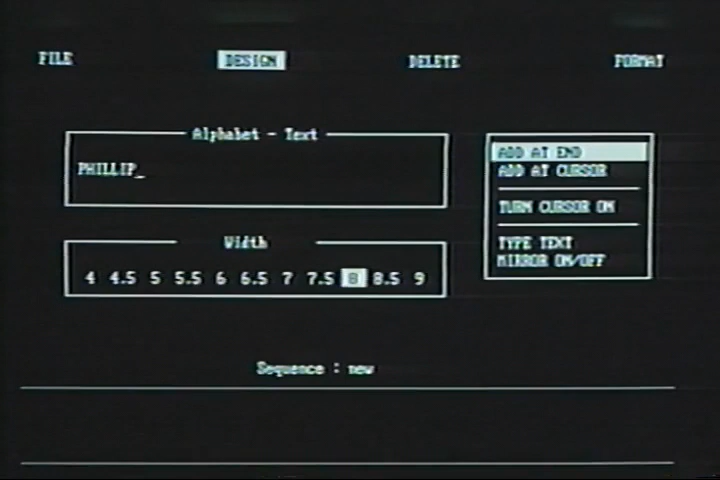 FILE DESIGN DELETE FORMAT
Alphabet - Text
PHILLIP_
ADD AT END
ADD AT CURSOR
TURN CURSOR ON
TYPE TEXT
MIRROR ON/OFF
Width
4 4.5 5 5.5 6 6.5 7 7.5 8 8.5 9
Sequence : new